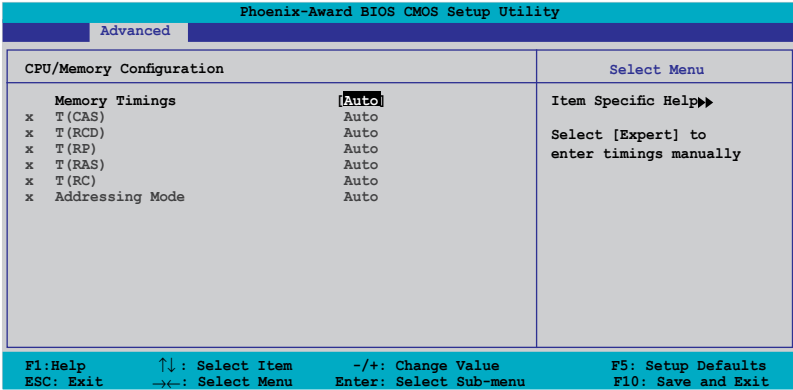 Phoenix-Award BIOS CMOS Setup Utility
Advanced
CPU/Memory Configuration
Select Menu
Memory Timings [Auto]
x T(CAS) Auto
x T(RCD) Auto
x T(RP) Auto
x T(RAS) Auto
x T(RC) Auto
x Addressing Mode Auto
Item Specific Help▶▶
Select [Expert] to
enter timings manually
F1:Help ↑↓: Select Item -/+: Change Value F5: Setup Defaults
ESC: Exit →←: Select Menu Enter: Select Sub-menu F10: Save and Exit